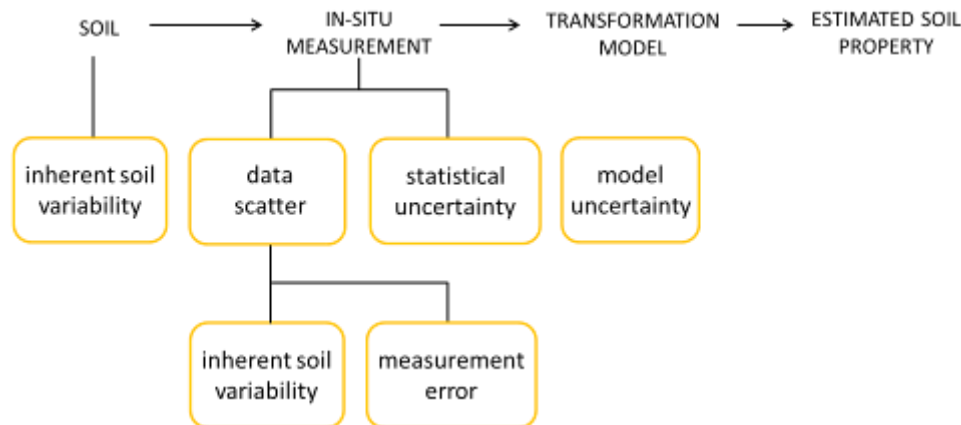 SOIL
IN-SITU
MEASUREMENT
TRANSFORMATION
MODEL
ESTIMATED SOIL
PROPERTY
inherent soil
variability
data
scatter
statistical
uncertainty
model
uncertainty
inherent soil
variability
measurement
error